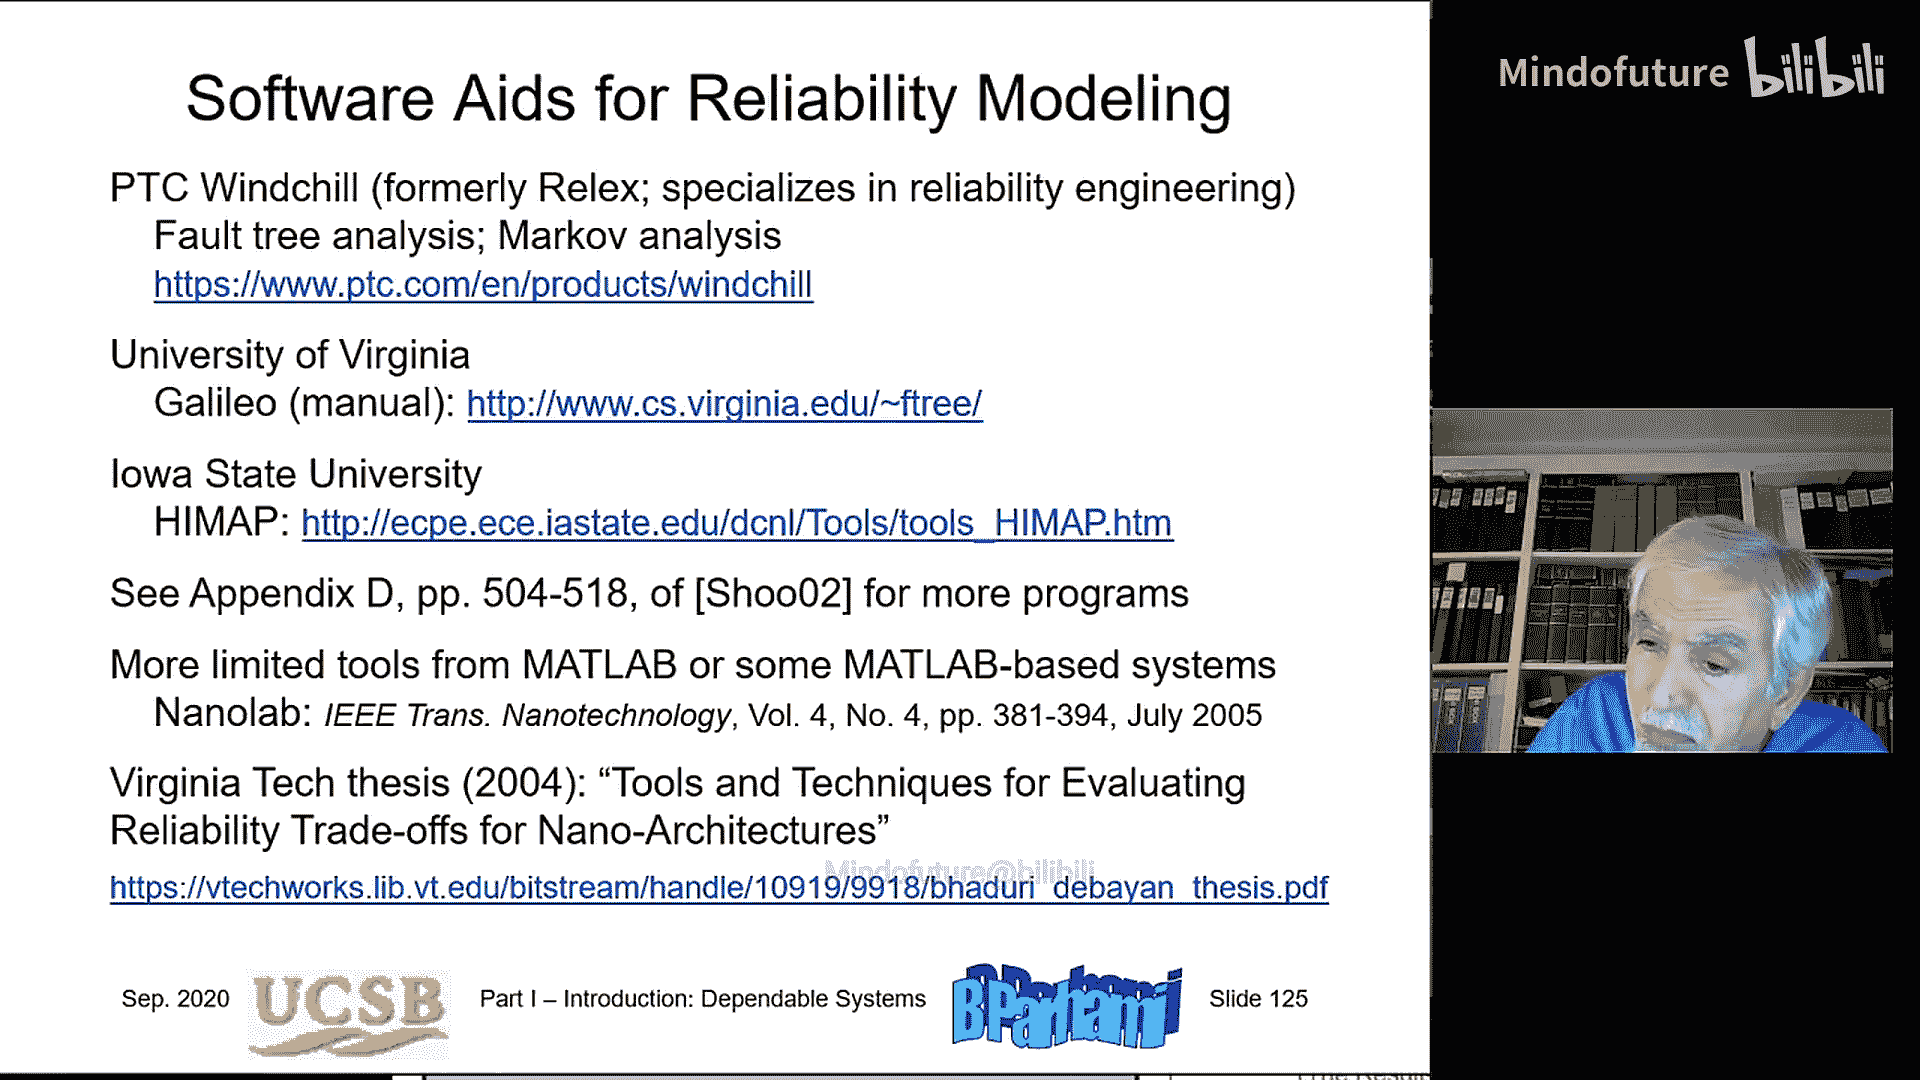 Software Aids for Reliability Modeling
PTC Windchill (formerly Relex; specializes in reliability engineering)
Fault tree analysis; Markov analysis
https://www.ptc.com/en/products/windchill
University of Virginia
Galileo (manual): http://www.cs.virginia.edu/~ftree/
Iowa State University
HIMAP: http://ecpe.ece.iastate.edu/dcnl/Tools/tools_HIMAP.htm
See Appendix D, pp. 504-518, of [Shoo02] for more programs
More limited tools from MATLAB or some MATLAB-based systems
Nanolab: IEEE Trans. Nanotechnology, Vol. 4, No. 4, pp. 381-394, July 2005
Virginia Tech thesis (2004): “Tools and Techniques for Evaluating
Reliability Trade-offs for Nano-Architectures”
Mindofuture@bilibili
https://vtechworks.lib.vt.edu/bitstream/handle/10919/9918/bhaduri_debayan_thesis.pdf
Sep. 2020
UCSB
Part I – Introduction: Dependable Systems
B Parhami
Slide 125
Mindofuture bilibili